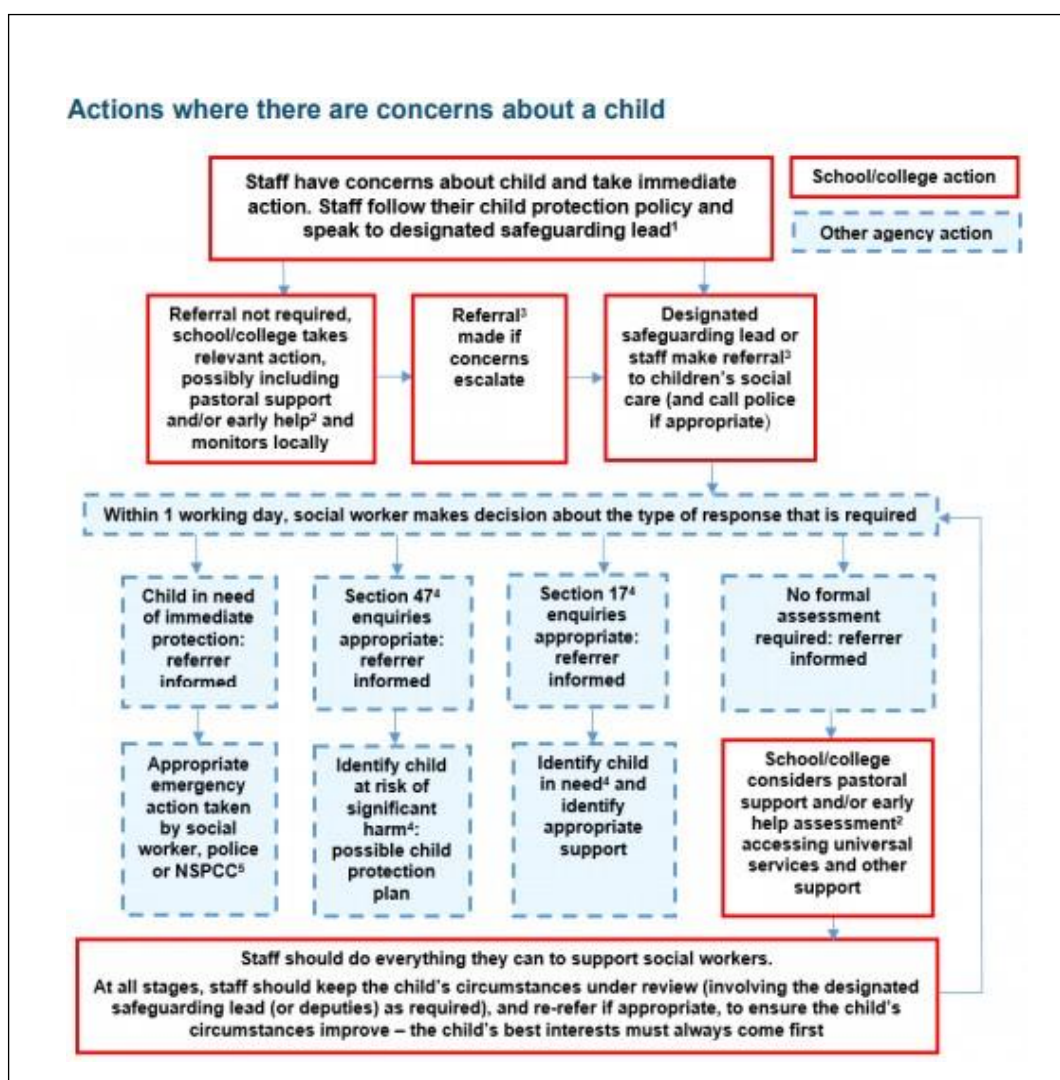 Actions where there are concerns about a child
Staff have concerns about child and take immediate
action. Staff follow their child protection policy and
speak to designated safeguarding lead¹
School/college action
Other agency action
Referral not required,
school/college takes
relevant action,
possibly including
pastoral support
and/or early help² and
monitors locally
Referral³
made if
concerns
escalate
Designated
safeguarding lead or
staff make referral³
to children's social
care (and call police
if appropriate)
Within 1 working day, social worker makes decision about the type of response that is required
Child in need
of immediate
protection:
referrer
informed
Section 47⁴
enquiries
appropriate:
referrer
informed
Section 17⁴
enquiries
appropriate:
referrer
informed
No formal
assessment
required: referrer
informed
Appropriate
emergency
action taken
by social
worker, police
or NSPCC⁵
Identify child
at risk of
significant
harm⁴:
possible child
protection
plan
Identify child
in need⁴ and
identify
appropriate
support
School/college
considers pastoral
support and/or early
help assessment²
accessing universal
services and other
support
Staff should do everything they can to support social workers.
At all stages, staff should keep the child's circumstances under review (involving the designated
safeguarding lead (or deputies) as required), and re-refer if appropriate, to ensure the child's
circumstances improve – the child's best interests must always come first